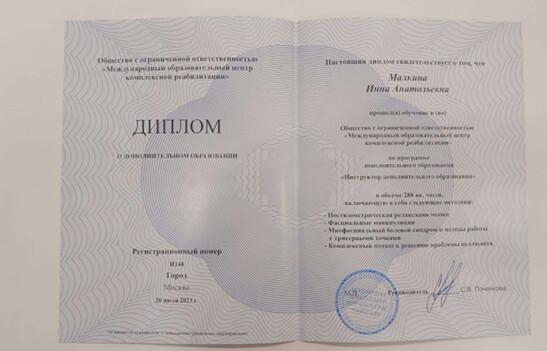 Общество с ограниченной ответственностью
«Международный образовательный центр
комплексной реабилитации»
ДИПЛОМ
О ДОПОЛНИТЕЛЬНОМ ОБРАЗОВАНИИ
Регистрационный номер
И148
Город
Москва
20 июля 2023 г
Настоящий диплом свидетельствует о том, что
Малкина
Инна Анатольевна
прошел(а) обучение в (на)
Общество с ограниченной ответственностью
«Международный образовательный центр
комплексной реабилитации»
по программе
дополнительного образования
«Инструктор дополнительного образования»
в объеме 288 ак. часов,
включающую в себя следующие методики:
- Постизометрическая релаксация мышц
- Фасциальные манипуляции
- Миофасциальный болевой синдром и методы работы
с тригерными точками
- Комплексный подход к решению проблемы целлюлита
М.П.
Руководитель
С.В. Починкова